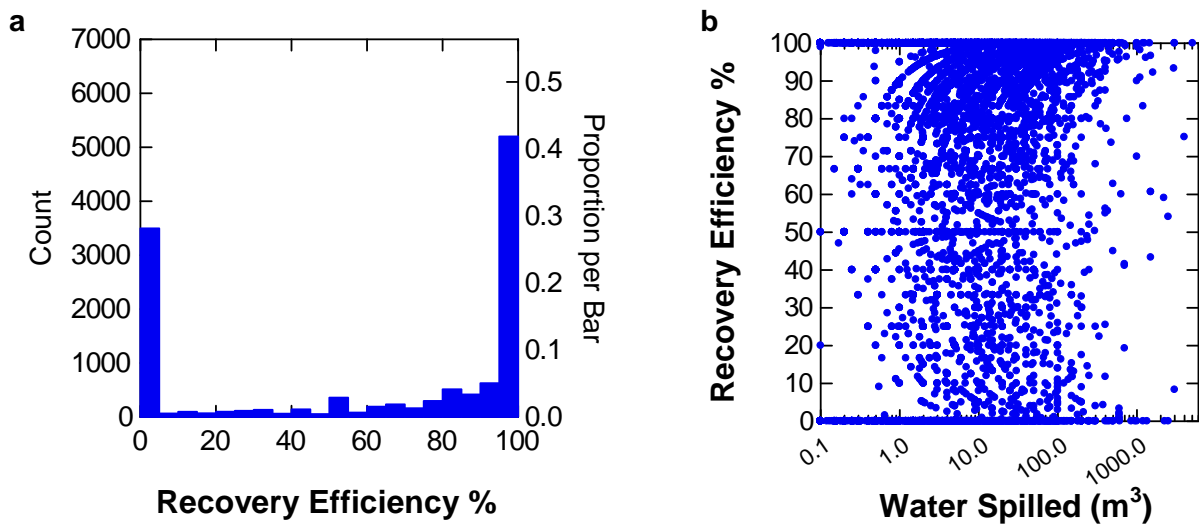 a
7000
6000
5000
4000
3000
2000
1000
0
Count
0.5
0.4
0.3
0.2
0.1
0.0
Proportion per Bar
0 20 40 60 80 100
Recovery Efficiency %
b
100
90
80
70
60
50
40
30
20
10
0
Recovery Efficiency %
0.1 1.0 10.0 100.0 1000.0
Water Spilled (m³)